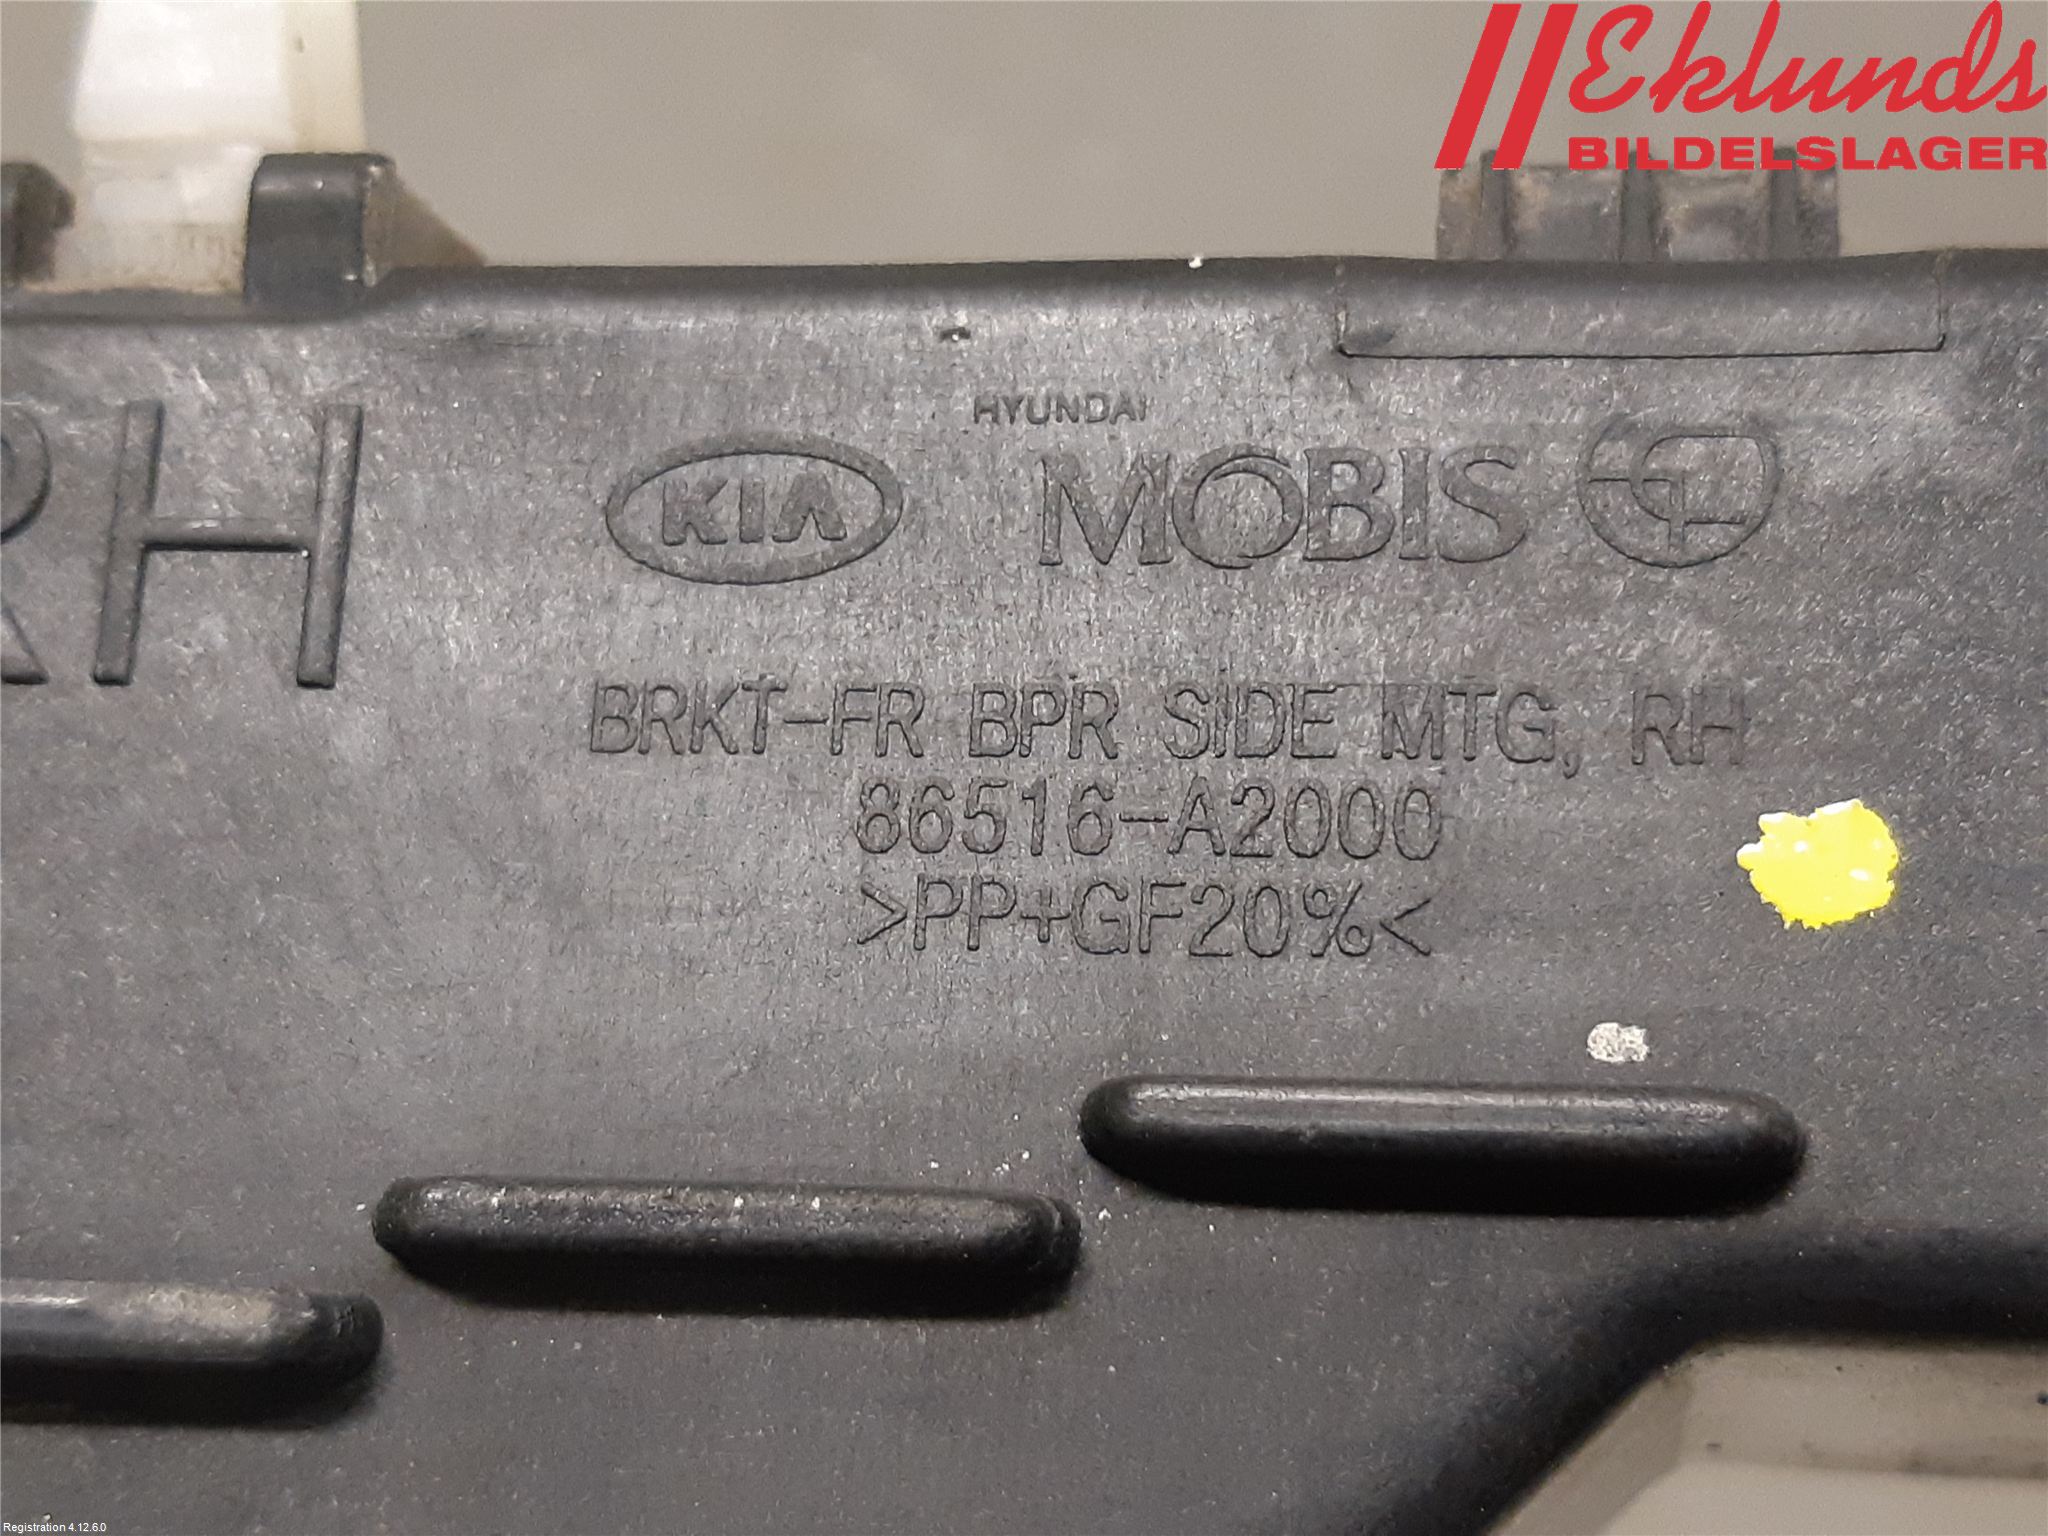 Eklunds
BILDELSLAGER
RH
HYUNDAI
KIA MOBIS
BRKT-FR BPR SIDE MTG, RH
86516-A2000
>PP+GF20%<
Registration 4.12.6.0